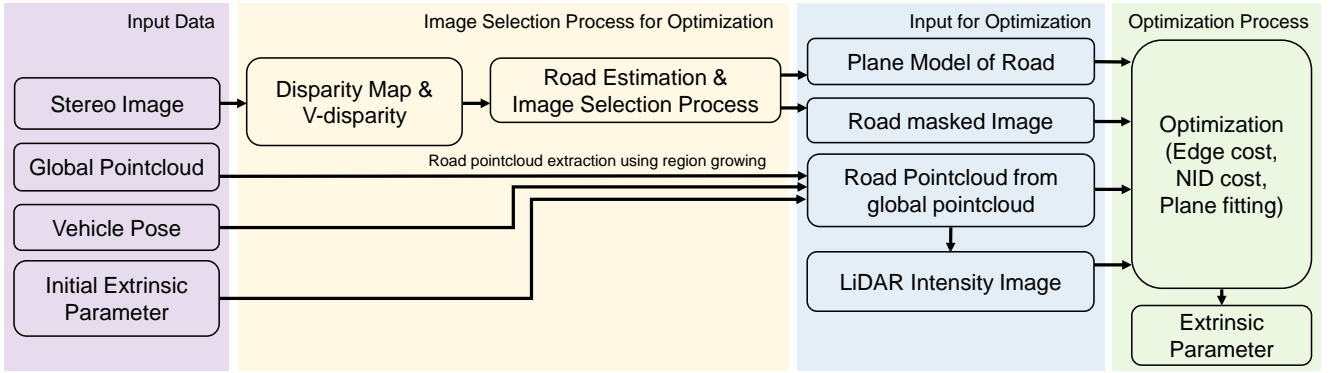 Input Data
Stereo Image
Global Pointcloud
Vehicle Pose
Initial Extrinsic
Parameter
Image Selection Process for Optimization
Disparity Map &
V-disparity
Road Estimation &
Image Selection Process
Road pointcloud extraction using region growing
Input for Optimization
Plane Model of Road
Road masked Image
Road Pointcloud from
global pointcloud
LiDAR Intensity Image
Optimization Process
Optimization
(Edge cost,
NID cost,
Plane fitting)
Extrinsic
Parameter